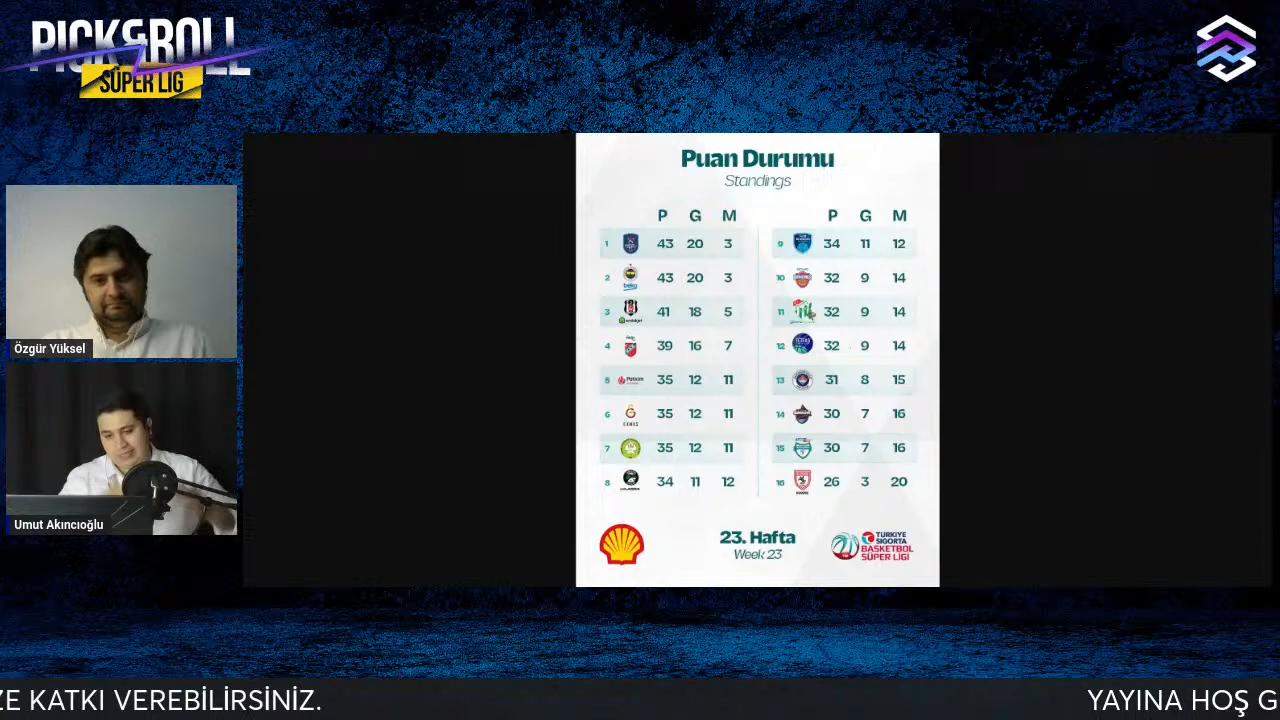 PICK&ROLL
SÜPER LIG
Özgür Yüksel
Umut Akıncıoğlu
Puan Durumu
Standings
P G M
1 43 20 3
2 beko 43 20 3
3 41 18 5
4 39 16 7
5 Petkim 35 12 11
6 35 12 11
7 35 12 11
8 34 11 12
P G M
9 34 11 12
10 32 9 14
11 32 9 14
12 32 9 14
13 31 8 15
14 30 7 16
15 30 7 16
16 26 3 20
23. Hafta
Week 23
TÜRKİYE
SİGORTA
BASKETBOL
SÜPER LİGİ
ZE KATKI VEREBİLİRSİNİZ.
YAYINA HOŞ G